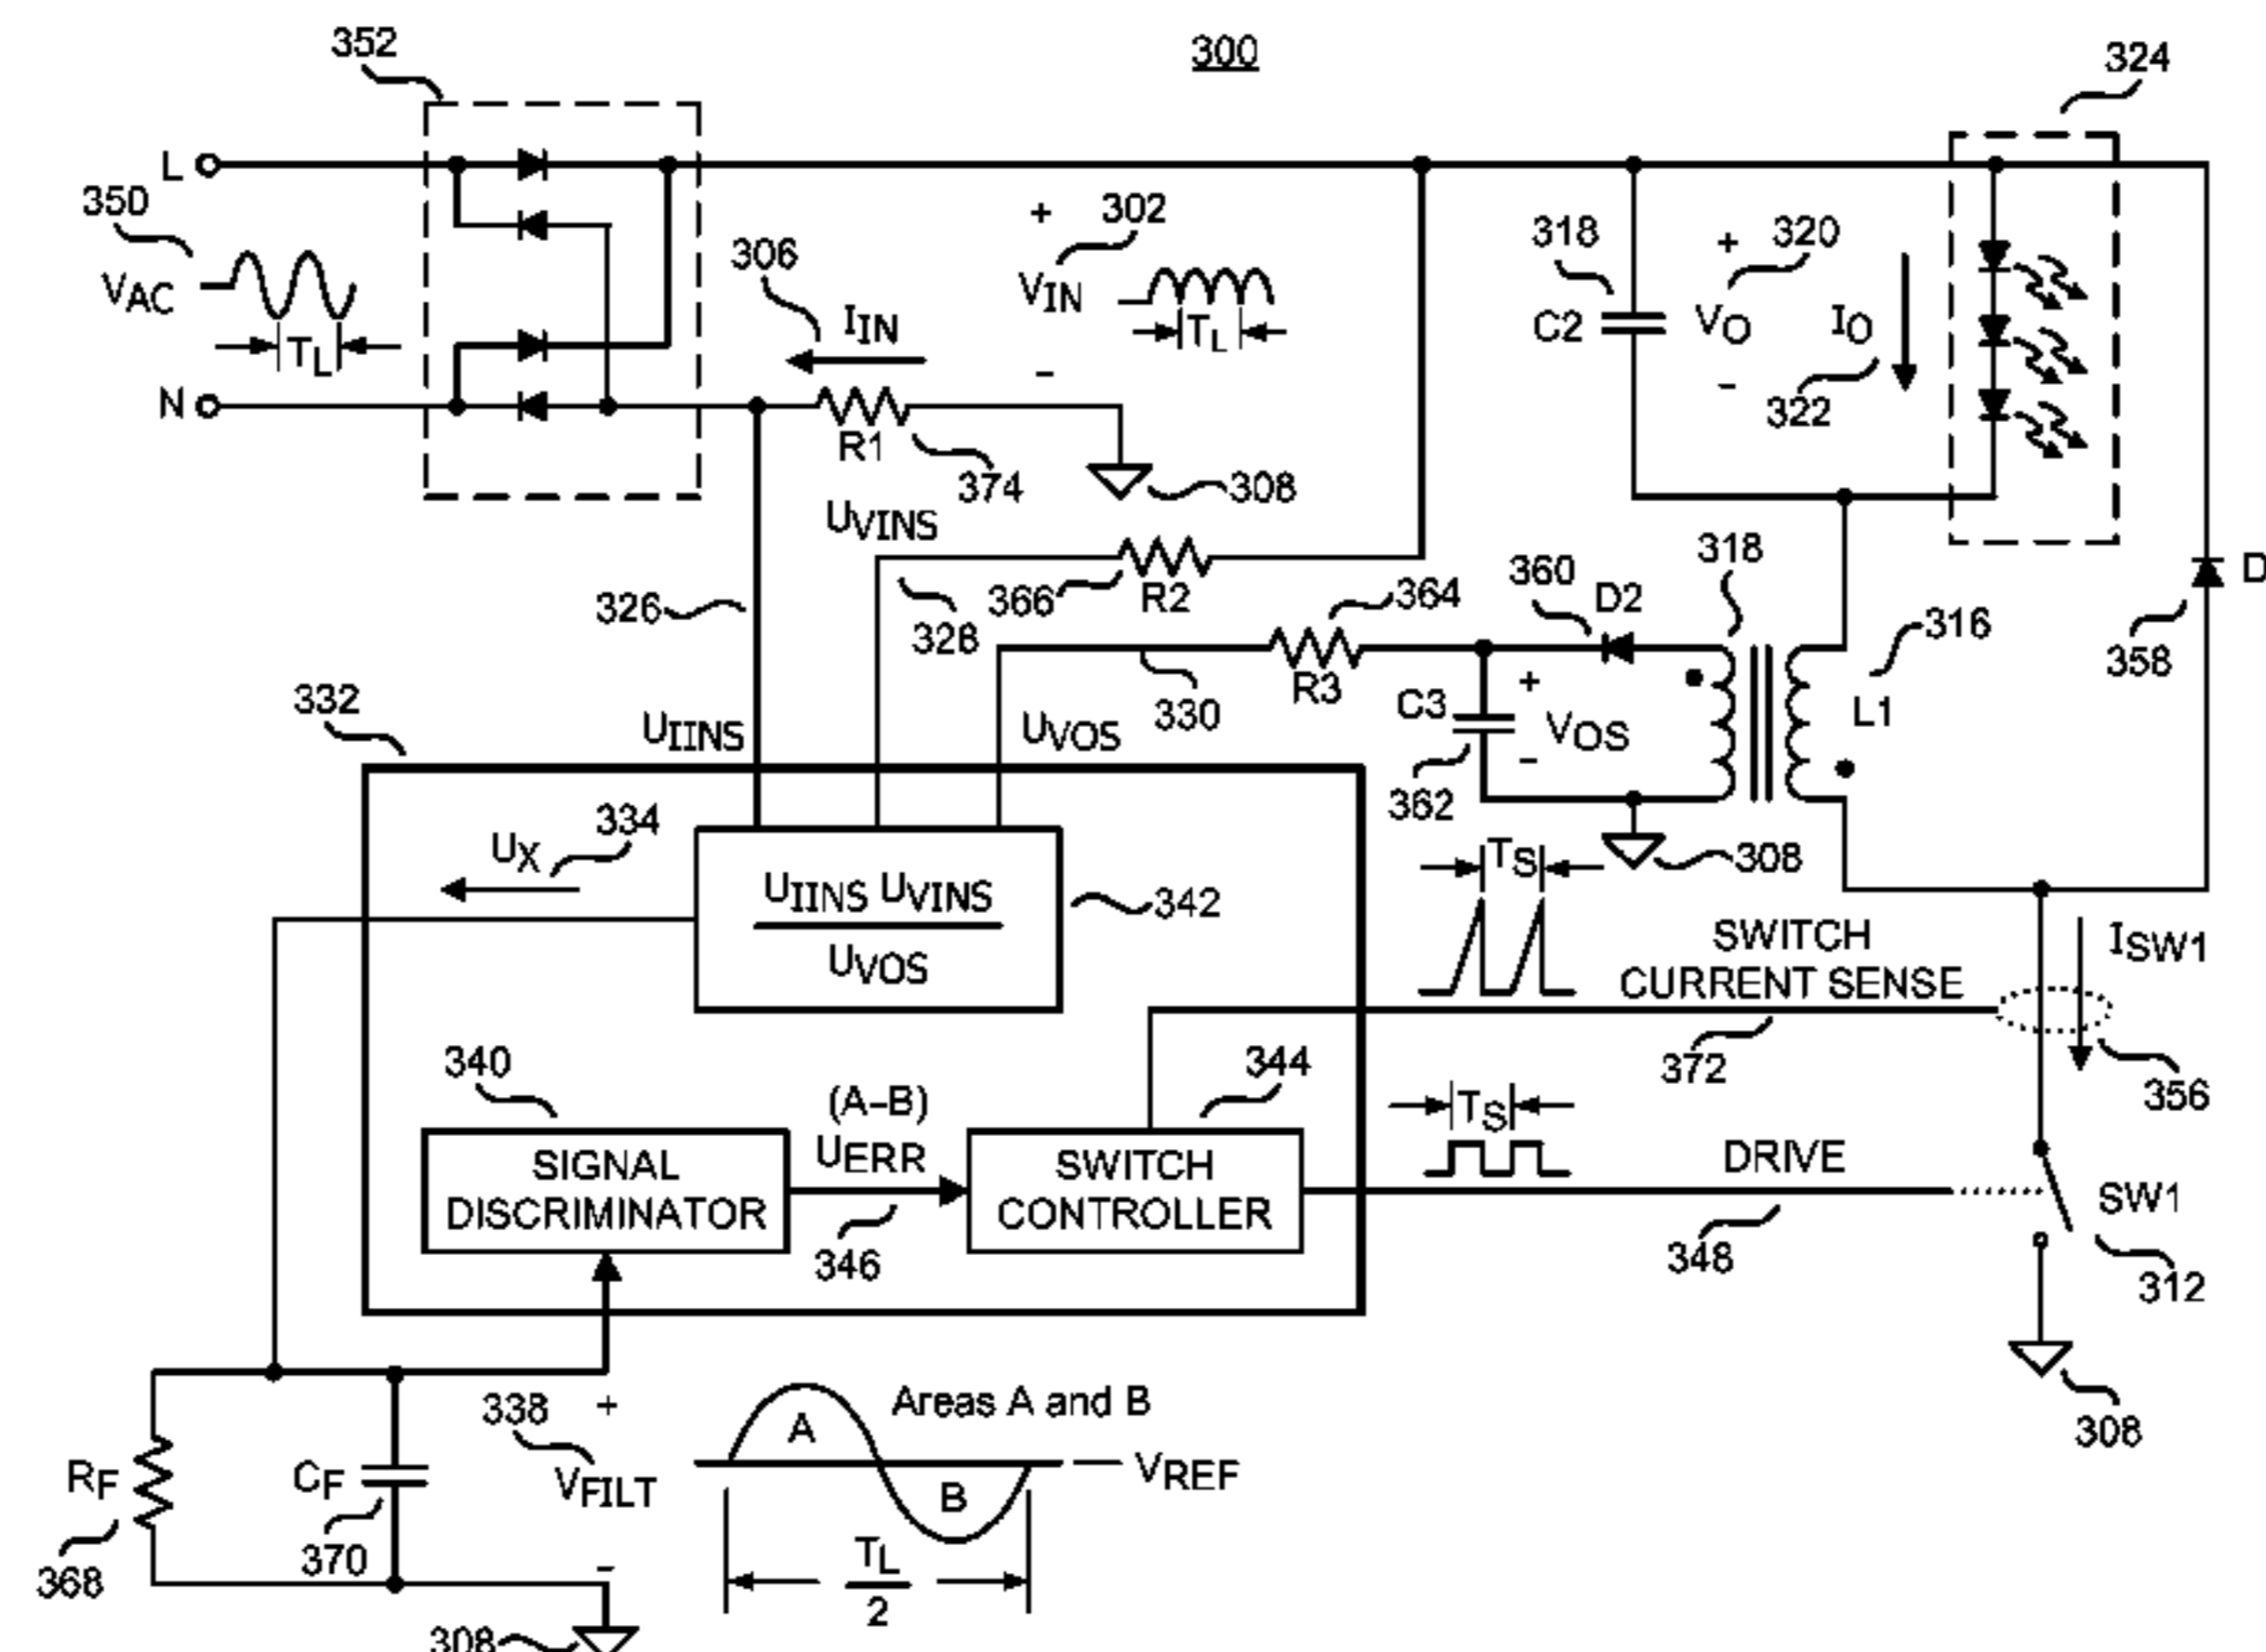 300
352
324
L
350
VAC
TL
N
306
IIN
+
302
VIN
TL
-
R1
374
308
318
C2
+
320
VO
-
IO
322
D
358
UVINS
326
328
366
R2
364
R3
330
360
D2
318
316
L1
C3
+
VOS
-
362
308
332
UIINS
UVOS
UX
334
UIINS UVINS
UVOS
342
TS
SWITCH
CURRENT SENSE
372
ISW1
356
340
SIGNAL
DISCRIMINATOR
(A-B)
UERR
346
344
SWITCH
CONTROLLER
TS
DRIVE
348
SW1
312
308
RF
368
CF
370
338
+
VFILT
-
308
A
B
Areas A and B
VREF
TL
2